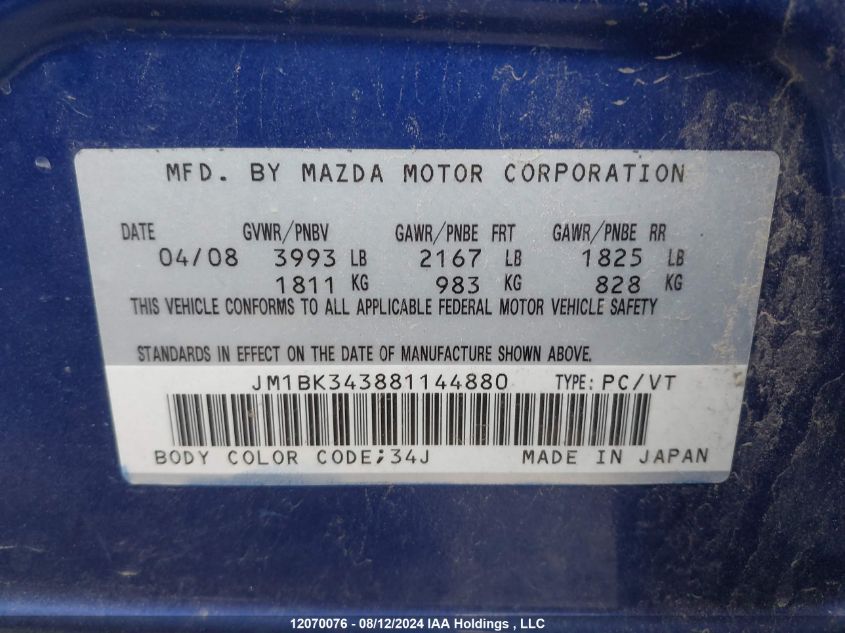 MFD. BY MAZDA MOTOR CORPORATION
DATE GVWR/PNBV GAWR/PNBE FRT GAWR/PNBE RR
04/08 3993 LB 2167 LB 1825 LB
1811 KG 983 KG 828 KG
THIS VEHICLE CONFORMS TO ALL APPLICABLE FEDERAL MOTOR VEHICLE SAFETY
STANDARDS IN EFFECT ON THE DATE OF MANUFACTURE SHOWN ABOVE.
JM1BK343881144880 TYPE: PC/VT
BODY COLOR CODE;34J MADE IN JAPAN
12070076 - 08/12/2024 IAA Holdings , LLC